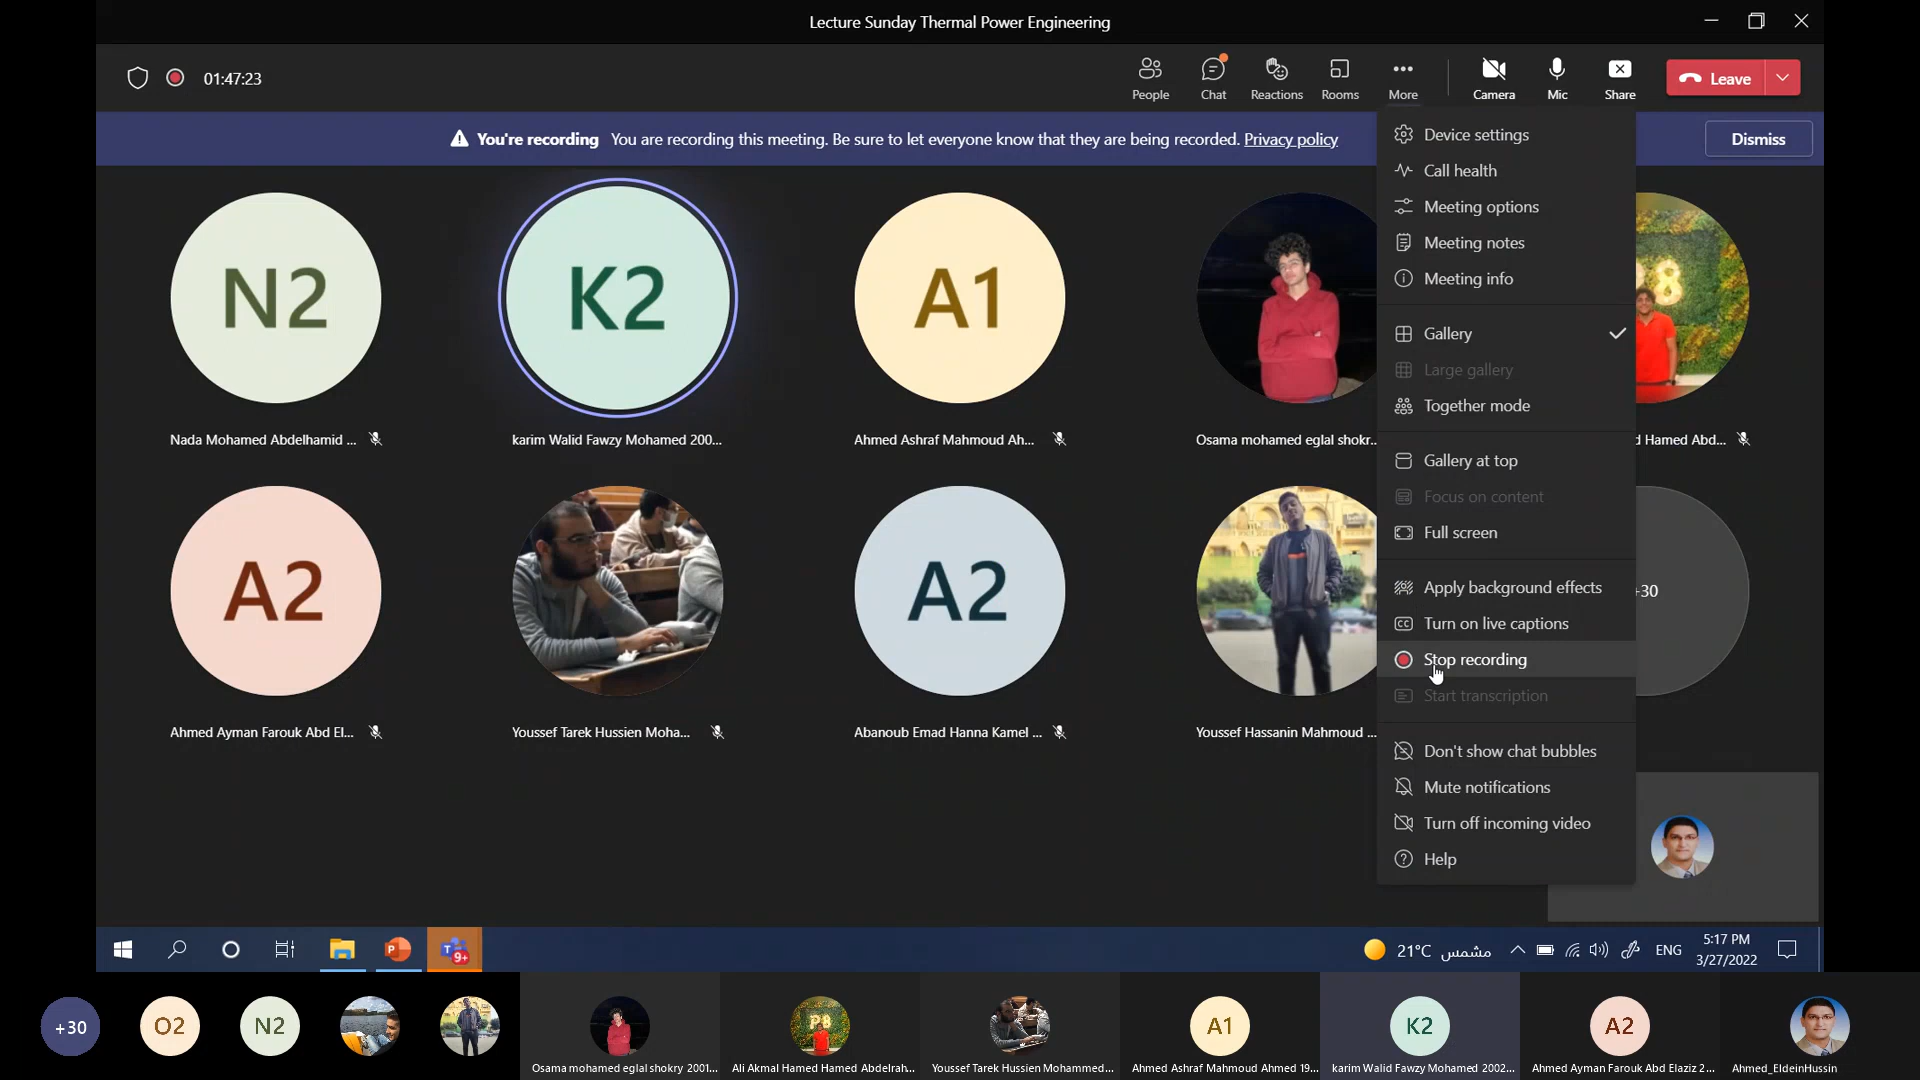 Lecture Sunday Thermal Power Engineering
01:47:23
People
Chat
Reactions
Rooms
More
Camera
Mic
Share
Leave
You're recording You are recording this meeting. Be sure to let everyone know that they are being recorded. Privacy policy
Dismiss
Device settings
Call health
Meeting options
Meeting notes
Meeting info
Gallery
Large gallery
Together mode
Gallery at top
Focus on content
Full screen
Apply background effects
CC Turn on live captions
Stop recording
Start transcription
Don't show chat bubbles
Mute notifications
Turn off incoming video
Help
N2
K2
A1
8
Nada Mohamed Abdelhamid ...
karim Walid Fawzy Mohamed 200...
Ahmed Ashraf Mahmoud Ah...
Osama mohamed eglal shokr...
d Hamed Abd...
A2
A2
+30
Ahmed Ayman Farouk Abd El...
Youssef Tarek Hussien Moha...
Abanoub Emad Hanna Kamel ...
Youssef Hassanin Mahmoud ...
9+
21°C مشمس
ENG
5:17 PM
3/27/2022
+30
O2
N2
P8
A1
K2
A2
Osama mohamed eglal shokry 2001...
Ali Akmal Hamed Hamed Abdelrah...
Youssef Tarek Hussien Mohammed...
Ahmed Ashraf Mahmoud Ahmed 19...
karim Walid Fawzy Mohamed 2002...
Ahmed Ayman Farouk Abd Elaziz 2...
Ahmed_EldeinHussin